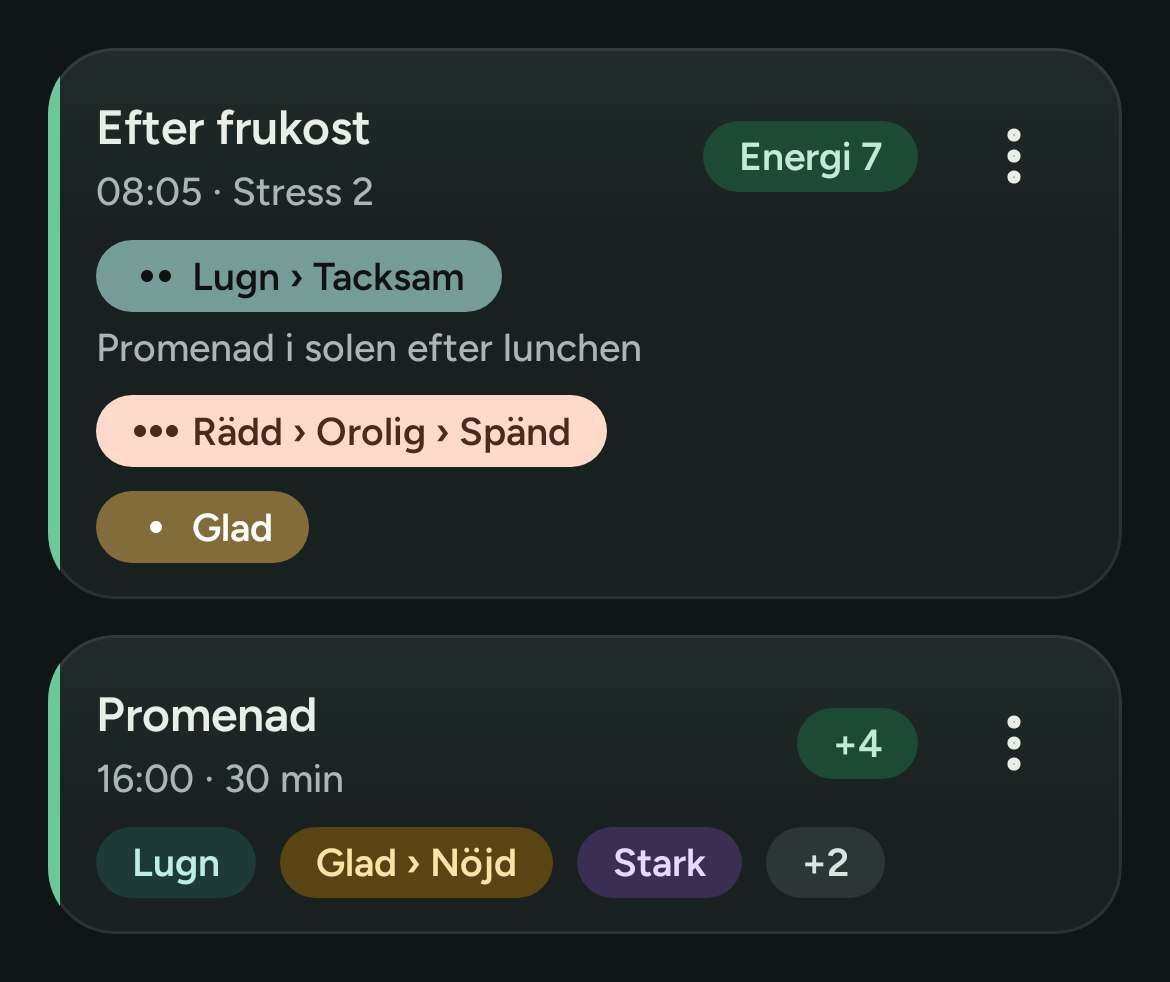 Efter frukost
Energi 7
08:05 · Stress 2
•• Lugn › Tacksam
Promenad i solen efter lunchen
••• Rädd › Orolig › Spänd
• Glad
Promenad
+4
16:00 · 30 min
Lugn Glad › Nöjd Stark +2